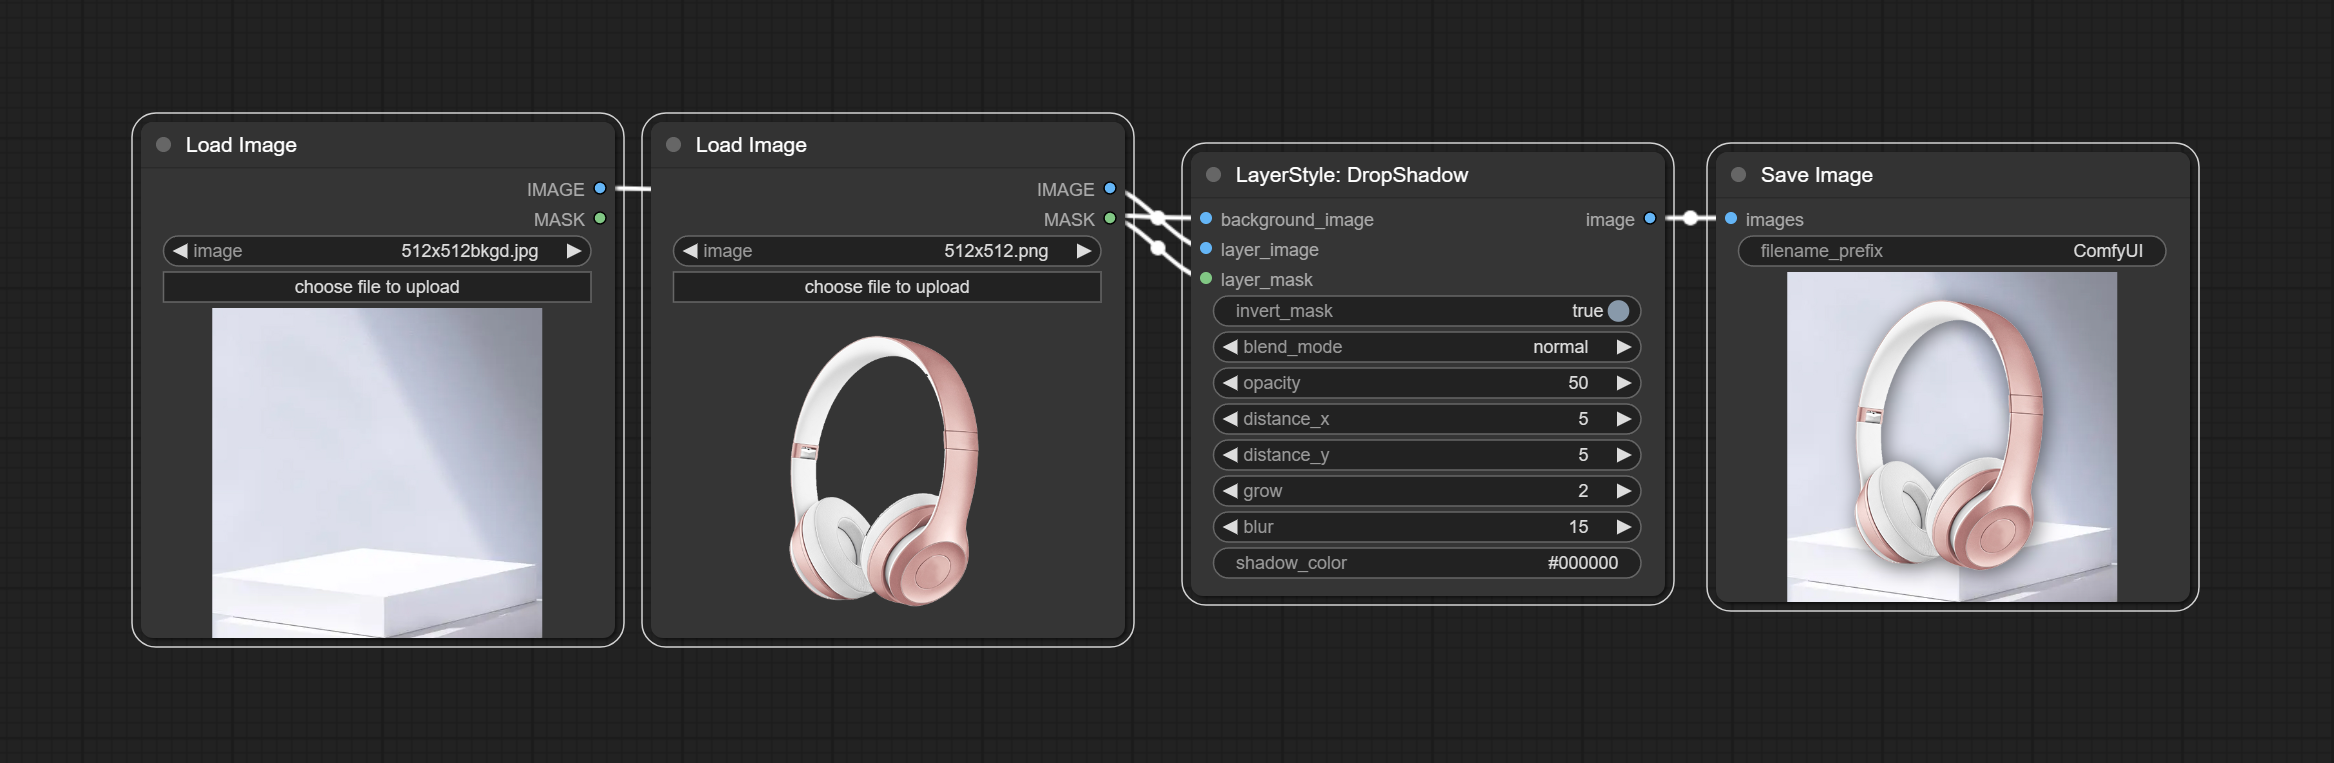 Load Image
IMAGE
MASK
image 512x512bkgd.jpg
choose file to upload
Load Image
IMAGE
MASK
image 512x512.png
choose file to upload
LayerStyle: DropShadow
background_image image
layer_image
layer_mask
invert_mask true
blend_mode normal
opacity 50
distance_x 5
distance_y 5
grow 2
blur 15
shadow_color #000000
Save Image
images
filename_prefix ComfyUI